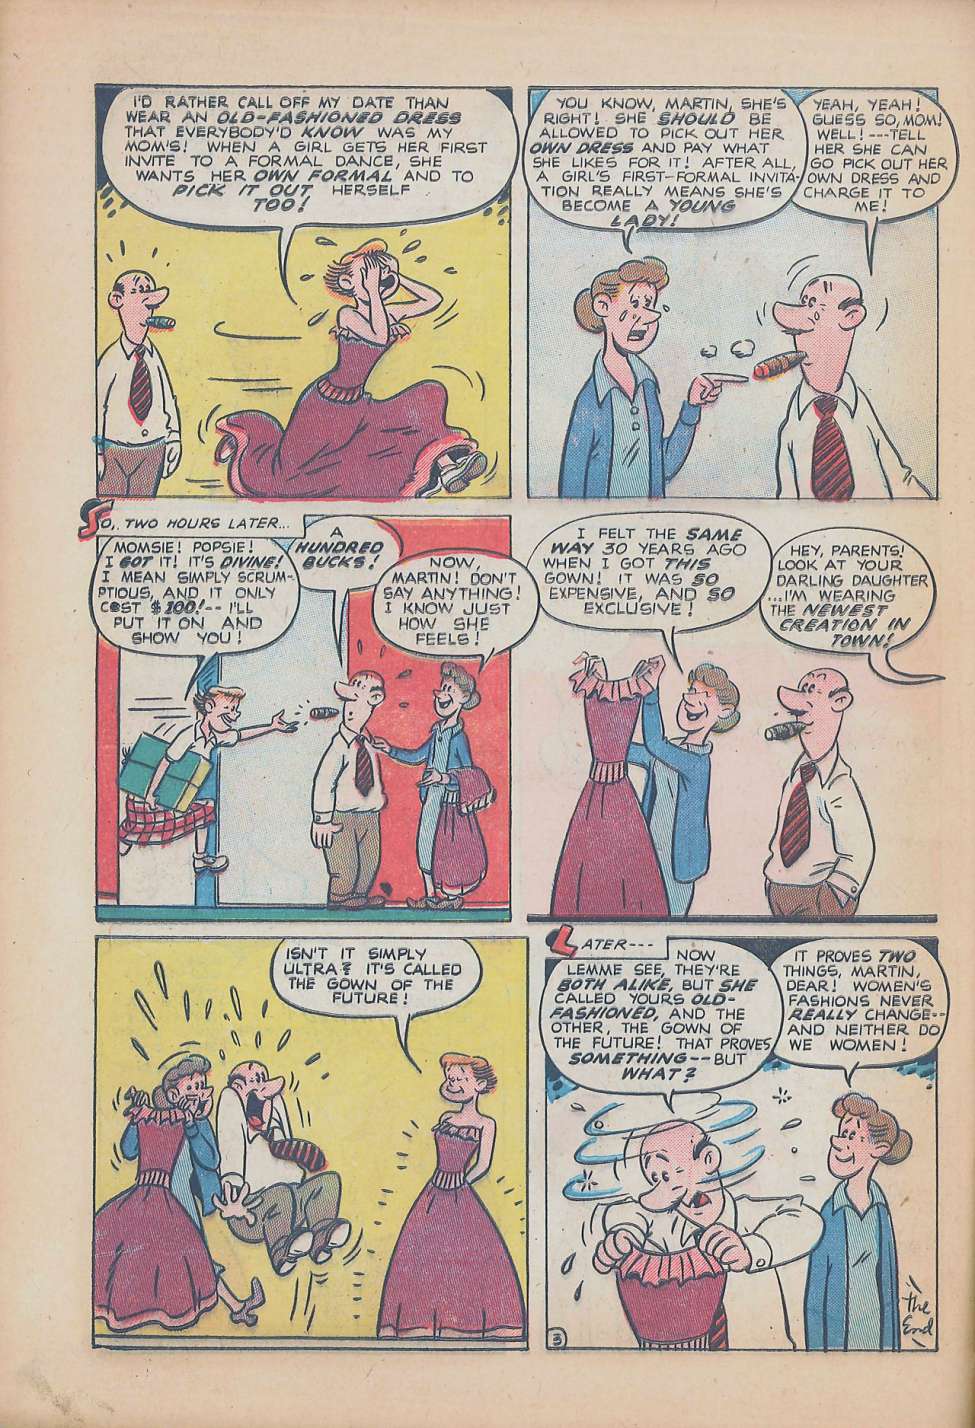 I'D RATHER CALL OFF MY DATE THAN
WEAR AN OLD-FASHIONED DRESS
THAT EVERYBODY'D KNOW WAS MY
MOM'S! WHEN A GIRL GETS HER FIRST
INVITE TO A FORMAL DANCE, SHE
WANTS HER OWN FORMAL AND TO
PICK IT OUT HERSELF
TOO!
YOU KNOW, MARTIN, SHE'S
RIGHT! SHE SHOULD BE
ALLOWED TO PICK OUT HER
OWN DRESS AND PAY WHAT
SHE LIKES FOR IT! AFTER ALL,
A GIRL'S FIRST-FORMAL INVITA-
TION REALLY MEANS SHE'S
BECOME A YOUNG
LADY!
YEAH, YEAH!
GUESS SO, MOM!
WELL!---TELL
HER SHE CAN
GO PICK OUT HER
OWN DRESS AND
CHARGE IT TO
ME!
SO, TWO HOURS LATER...
MOMSIE! POPSIE!
I GOT IT! IT'S DIVINE!
I MEAN SIMPLY SCRUM-
PTIOUS, AND IT ONLY
COST $100!--I'LL
PUT IT ON AND
SHOW YOU!
A
HUNDRED
BUCKS!
NOW,
MARTIN! DON'T
SAY ANYTHING!
I KNOW JUST
HOW SHE
FEELS!
I FELT THE SAME
WAY 30 YEARS AGO
WHEN I GOT THIS
GOWN! IT WAS SO
EXPENSIVE, AND SO
EXCLUSIVE!
HEY, PARENTS!
LOOK AT YOUR
DARLING DAUGHTER
...I'M WEARING
THE NEWEST
CREATION IN
TOWN!
ISN'T IT SIMPLY
ULTRA? IT'S CALLED
THE GOWN OF THE
FUTURE!
LATER---
NOW
LEMME SEE, THEY'RE
BOTH ALIKE, BUT SHE
CALLED YOURS OLD-
FASHIONED, AND THE
OTHER, THE GOWN OF
THE FUTURE! THAT PROVES
SOMETHING--BUT
WHAT?
IT PROVES TWO
THINGS, MARTIN,
DEAR! WOMEN'S
FASHIONS NEVER
REALLY CHANGE--
AND NEITHER DO
WE WOMEN!
3
The
End